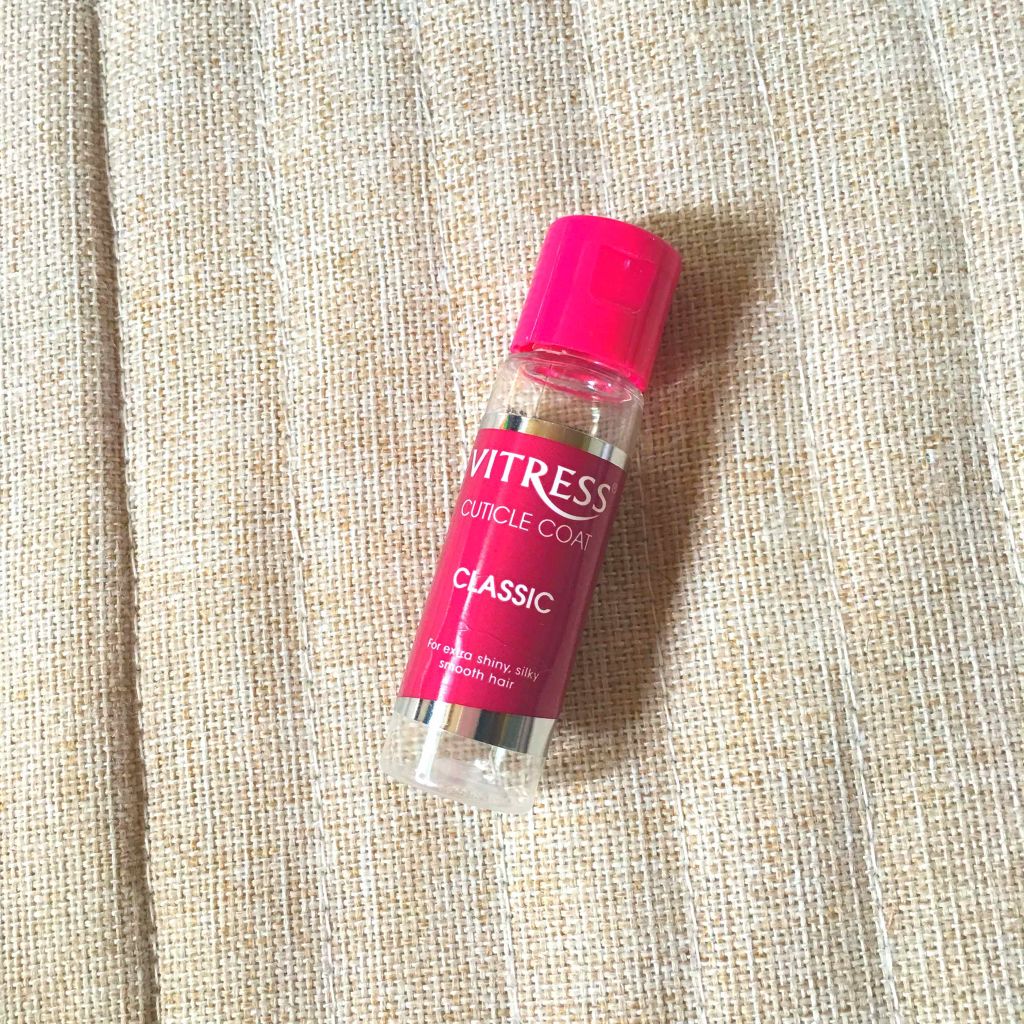 VITRESS
CUTICLE COAT
CLASSIC
For extra shiny, silky
smooth hair